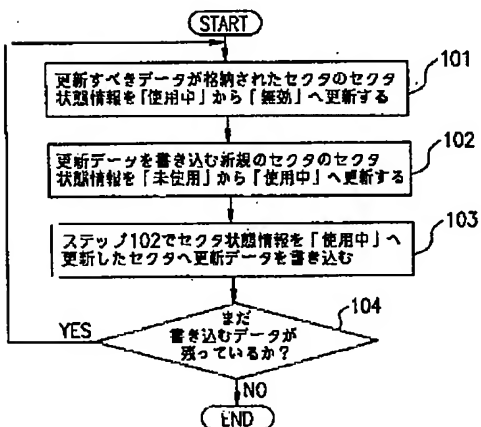 START
更新すべきデータが格納されたセクタのセクタ
状態情報を「使用中」から「無効」へ更新する
101
更新データを書き込む新規のセクタのセクタ
状態情報を「未使用」から「使用中」へ更新する
102
ステップ102でセクタ状態情報を「使用中」へ
更新したセクタへ更新データを書き込む
103
まだ
書き込むデータが
残っているか?
104
YES
NO
END